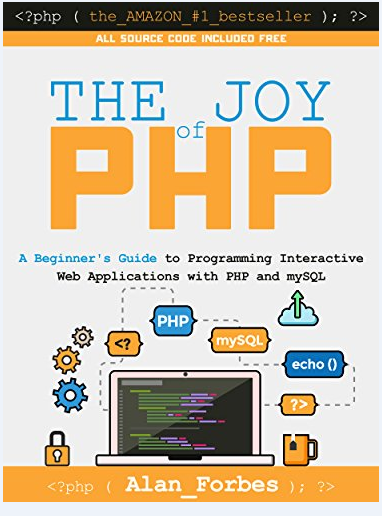 <?php ( the_AMAZON_#1_bestseller ); ?>
ALL SOURCE CODE INCLUDED FREE
THE JOY
of
PHP
A Beginner's Guide to Programming Interactive
Web Applications with PHP and mySQL
PHP
<?
mySQL
echo ()
?>
<?php ( Alan_Forbes ); ?>